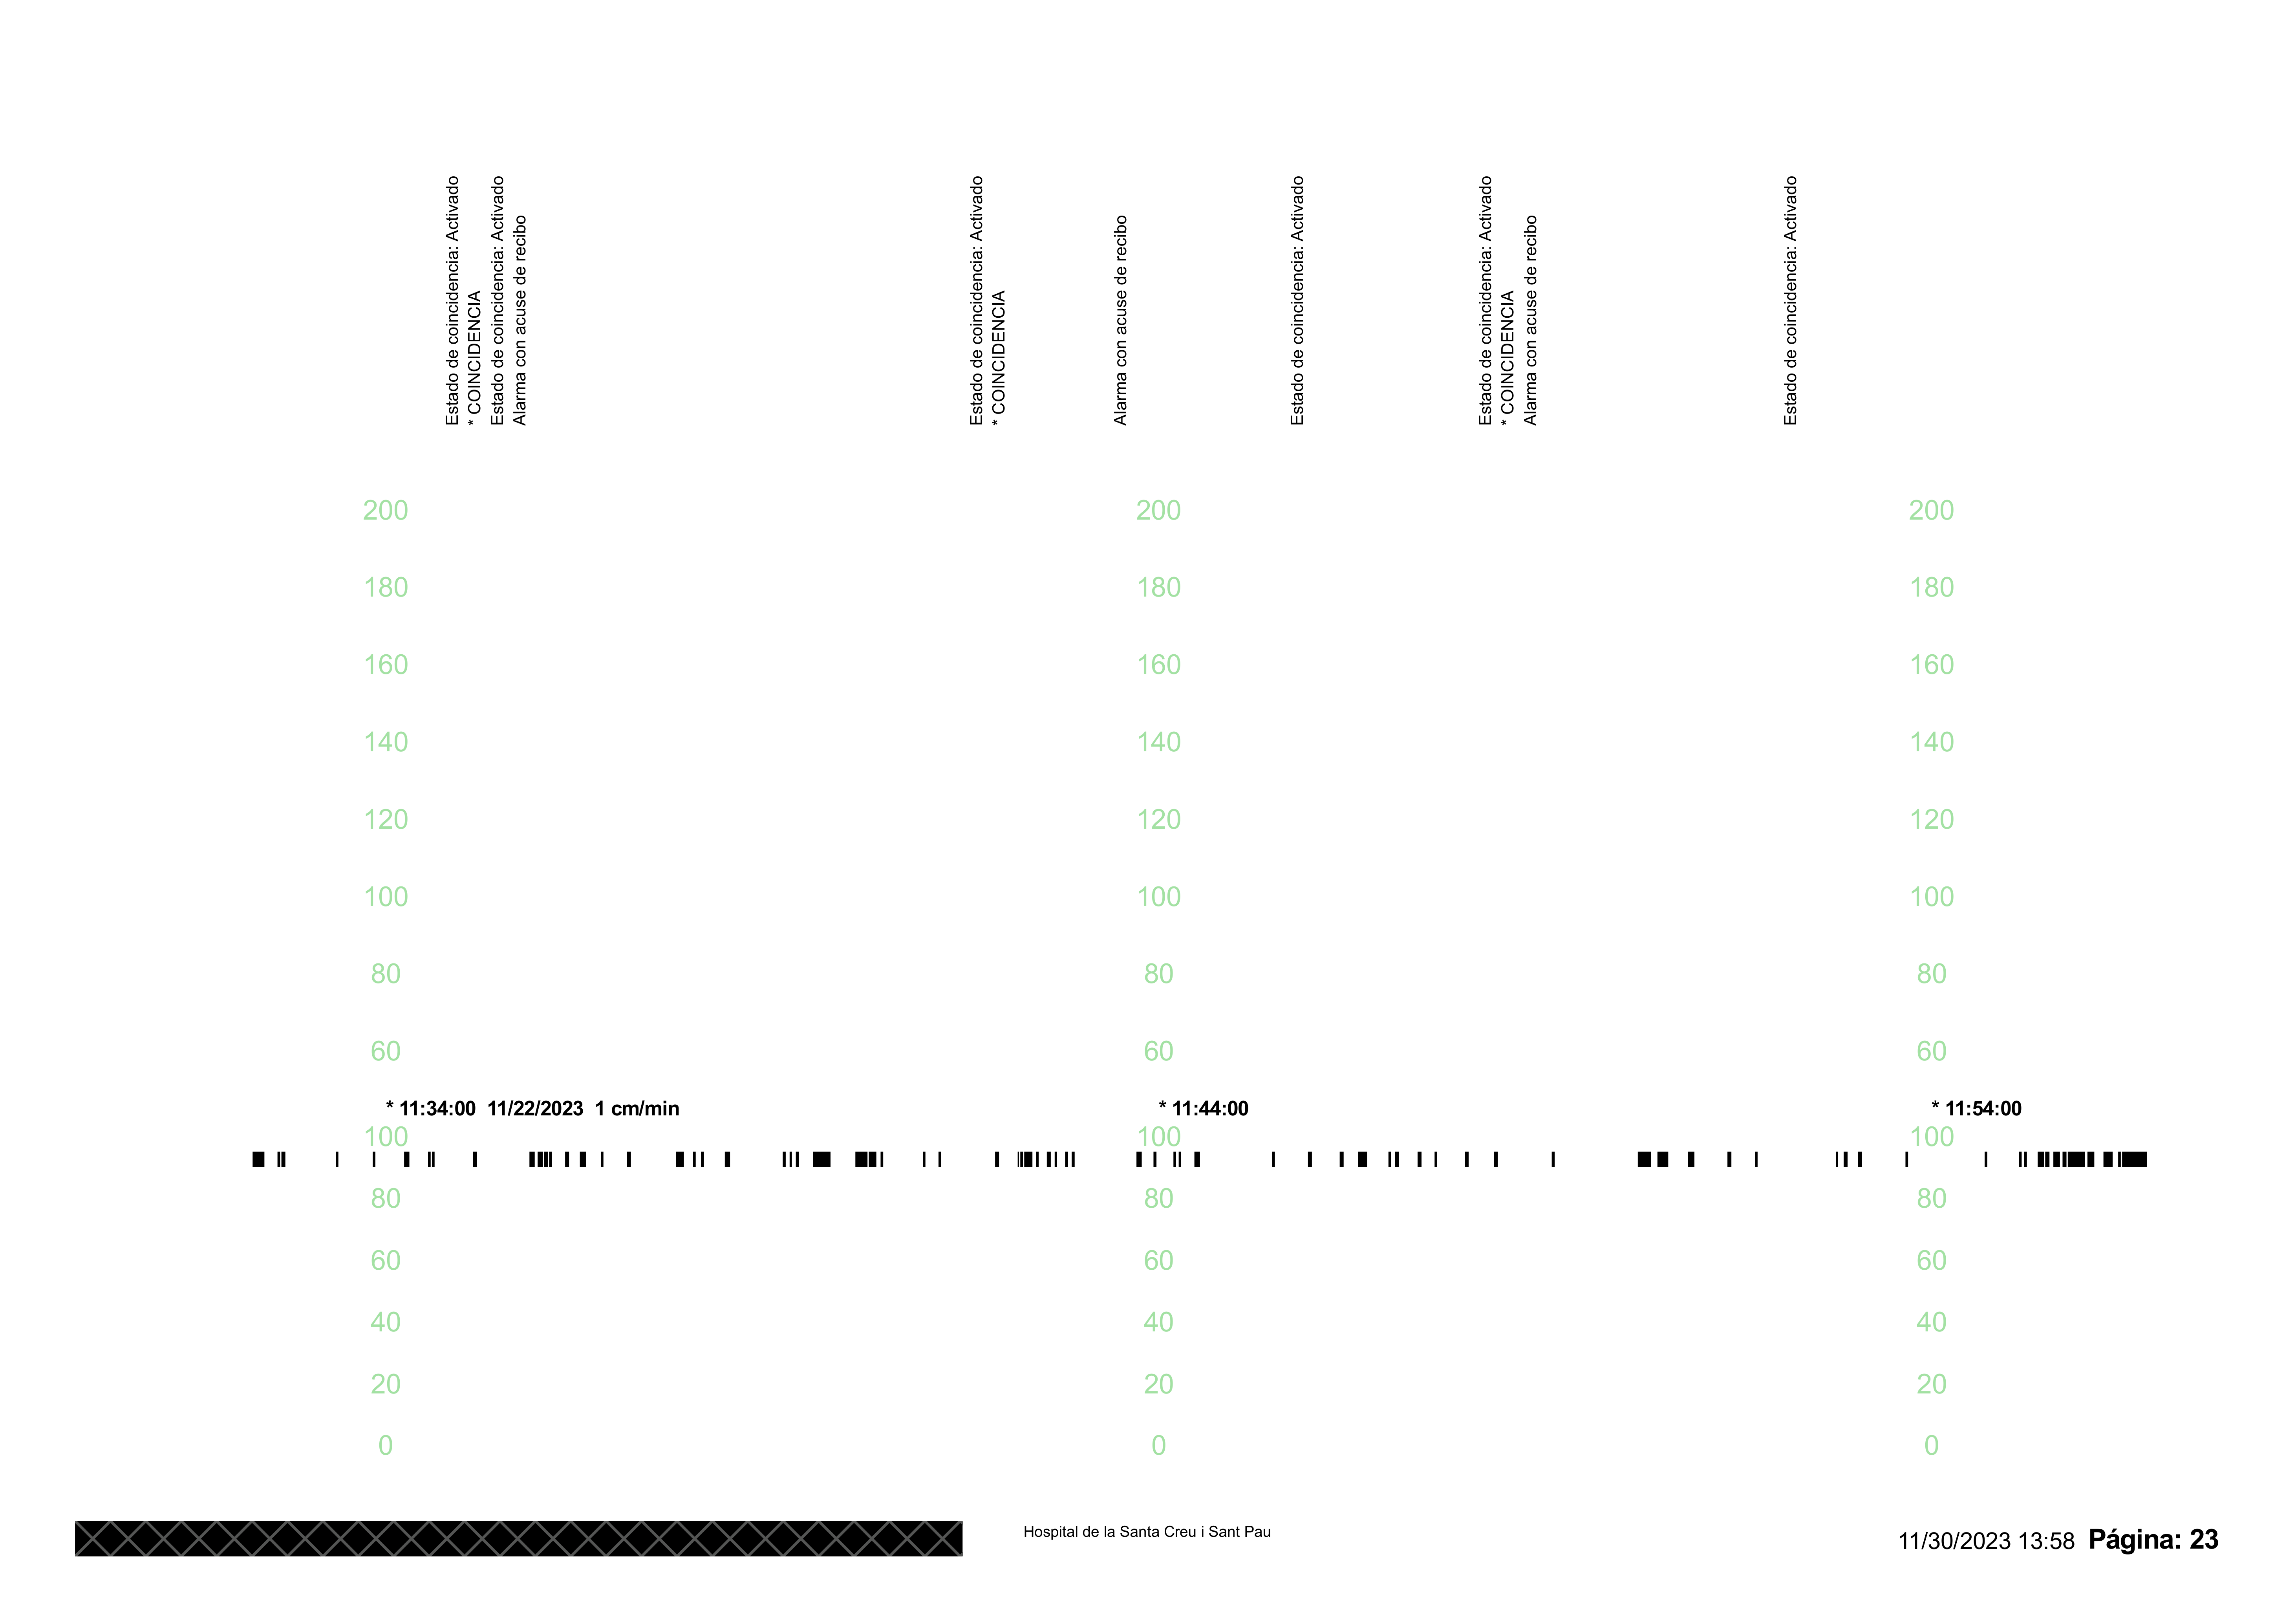 Estado de coincidencia: Activado
* COINCIDENCIA
Estado de coincidencia: Activado
Alarma con acuse de recibo
Estado de coincidencia: Activado
* COINCIDENCIA
Alarma con acuse de recibo
Estado de coincidencia: Activado
Estado de coincidencia: Activado
* COINCIDENCIA
Alarma con acuse de recibo
Estado de coincidencia: Activado
200 200 200
180 180 180
160 160 160
140 140 140
120 120 120
100 100 100
80 80 80
60 60 60
* 11:34:00 11/22/2023 1 cm/min * 11:44:00 * 11:54:00
100 100 100
80 80 80
60 60 60
40 40 40
20 20 20
0 0 0
Hospital de la Santa Creu i Sant Pau
11/30/2023 13:58 Página: 23